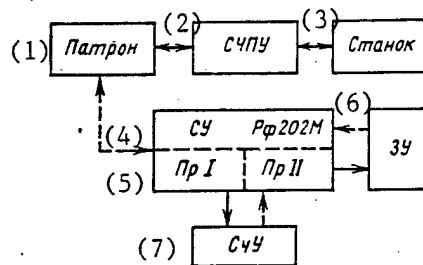 (1) Патрон (2) СЧПУ (3) Станок
(4) СУ Рф202М (6)
(5) Пр I Пр II ЗУ
(7) СчУ